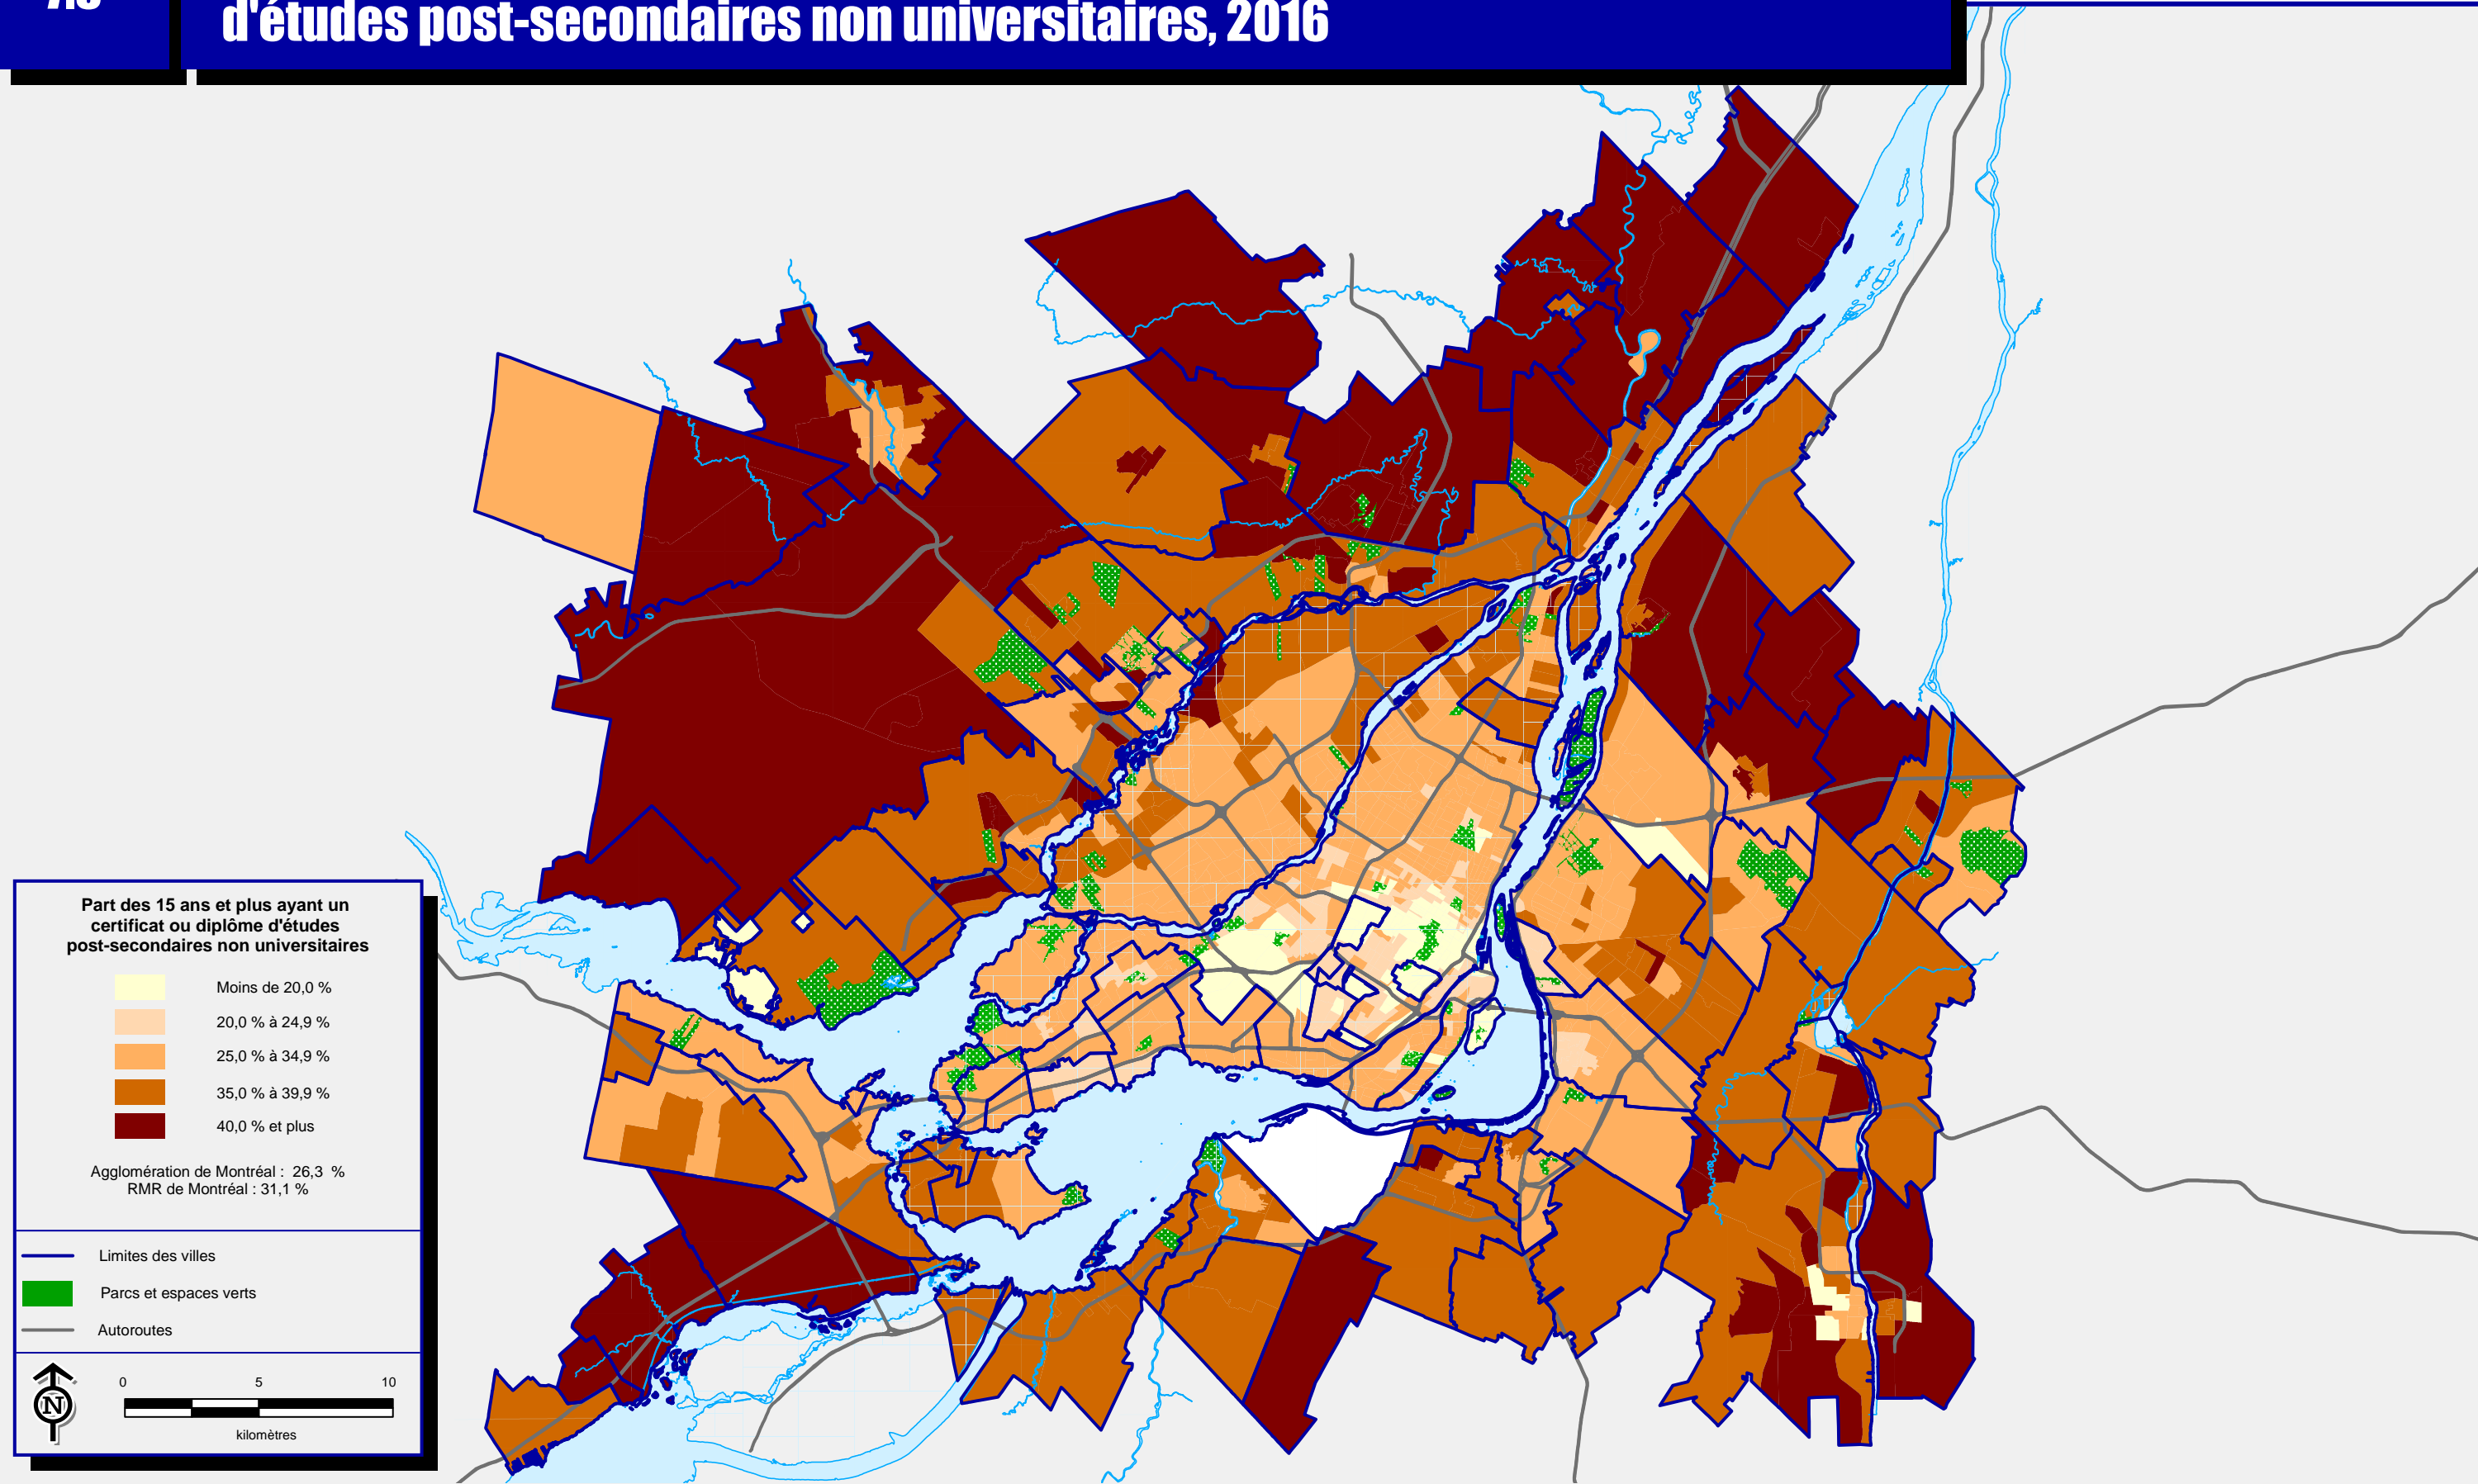 d'études post-secondaires non universitaires, 2016
Part des 15 ans et plus ayant un
certificat ou diplôme d'études
post-secondaires non universitaires
Moins de 20,0 %
20,0 % à 24,9 %
25,0 % à 34,9 %
35,0 % à 39,9 %
40,0 % et plus
Agglomération de Montréal : 26,3 %
RMR de Montréal : 31,1 %
Limites des villes
Parcs et espaces verts
Autoroutes
N
0 5 10
kilomètres